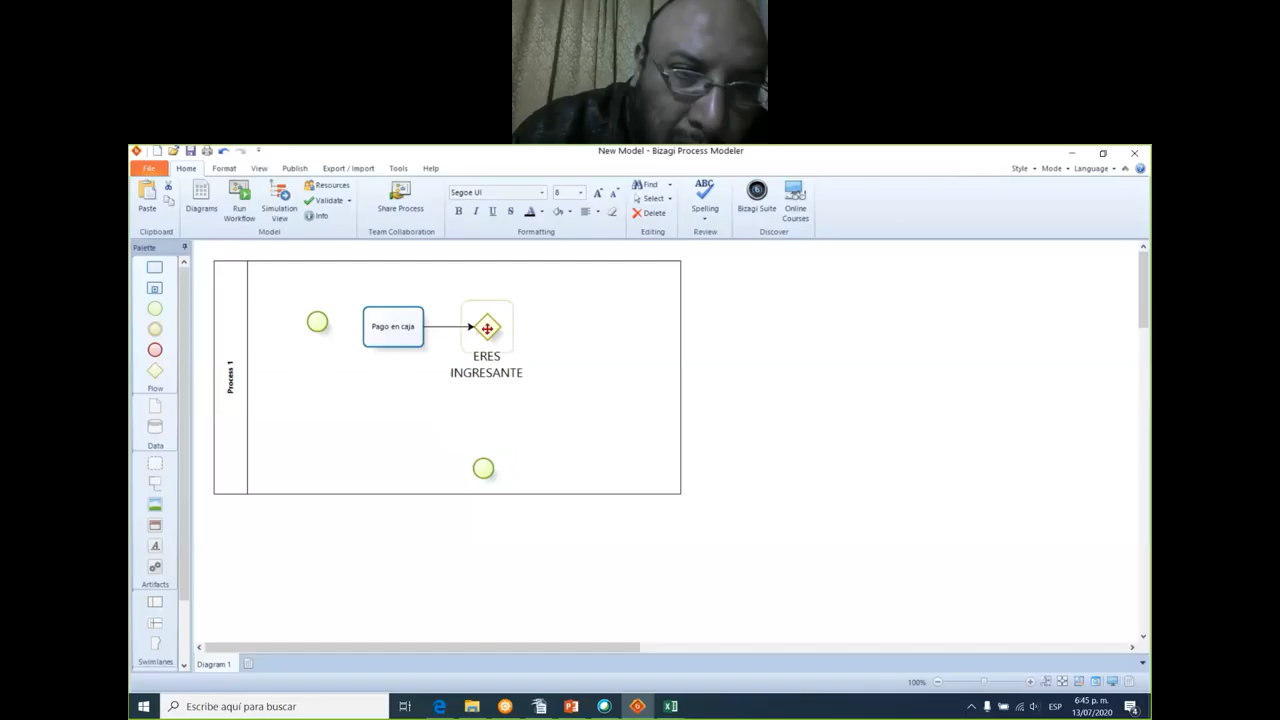 New Model - Bizagi Process Modeler
File Home Format View Publish Export / Import Tools Help
Style Mode Language
Paste
Clipboard
Diagrams
Run
Workflow
Simulation
View
Resources
Validate
Info
Model
Share Process
Team Collaboration
Segoe UI 8
B I U S A
Formatting
Find
Select
Delete
Editing
ABC
Spelling
Review
Bizagi Suite
Online
Courses
Discover
Palette
Flow
Data
A
Artifacts
Swimlanes
Process 1
Pago en caja
ERES
INGRESANTE
Diagram 1
100%
Escribe aquí para buscar
ESP
6:45 p. m.
13/07/2020
4